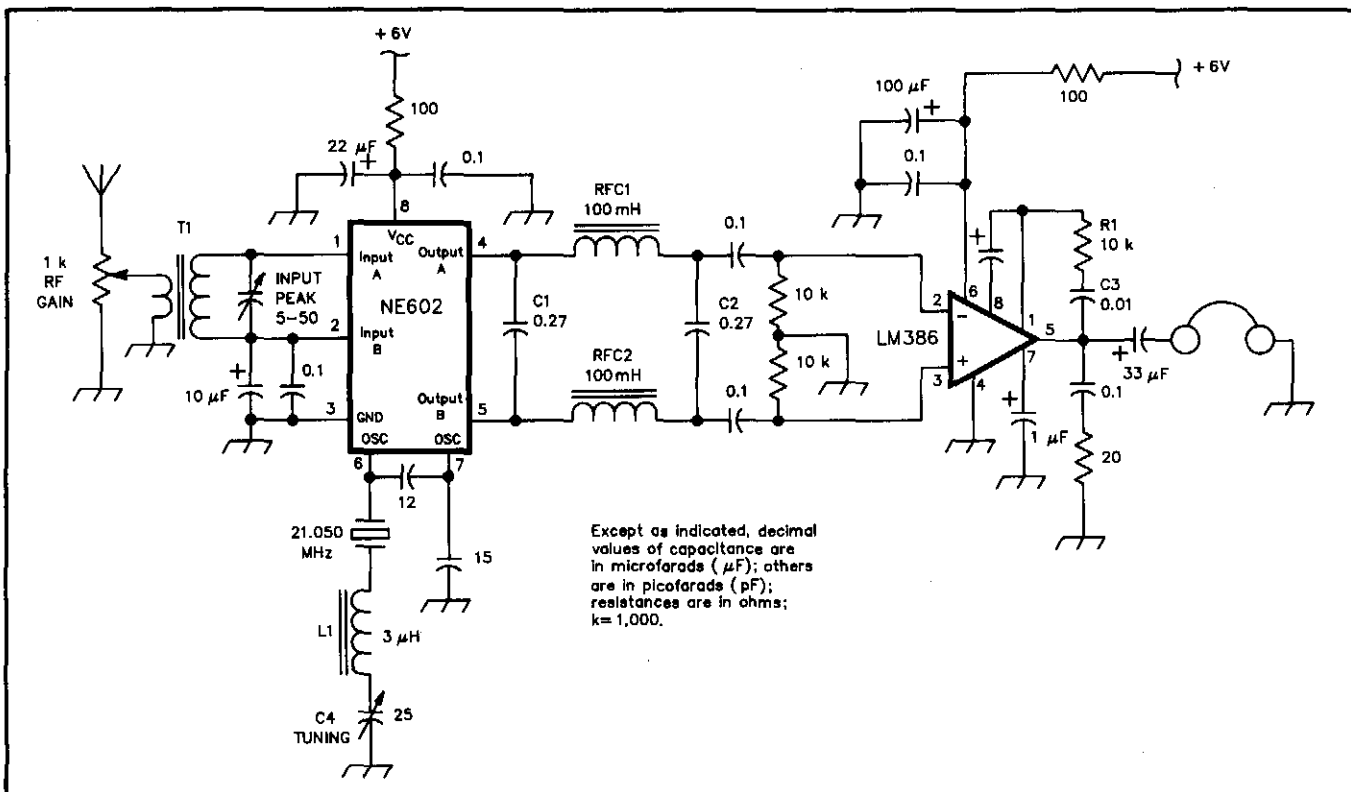 + 6V
100
22 μF
+
0.1
8
VCC
T1
1 k
RF
GAIN
INPUT
PEAK
5-50
1
Input
A
NE602
2
Input
B
+
10 μF
0.1
3
GND
OSC
OSC
6
7
12
15
21.050
MHz
L1
3 μH
C4
TUNING
25
Output
A
4
Output
B
5
C1
0.27
RFC1
100 mH
RFC2
100 mH
C2
0.27
0.1
0.1
10 k
10 k
+ 6V
100
100 μF
+
0.1
2
3
−
+
LM386
6
8
1
5
7
4
+
R1
10 k
C3
0.01
+
1 μF
+
33 μF
0.1
20
Except as indicated, decimal
values of capacitance are
in microfarads ( μF); others
are in picofarads ( pF);
resistances are in ohms;
k= 1,000.